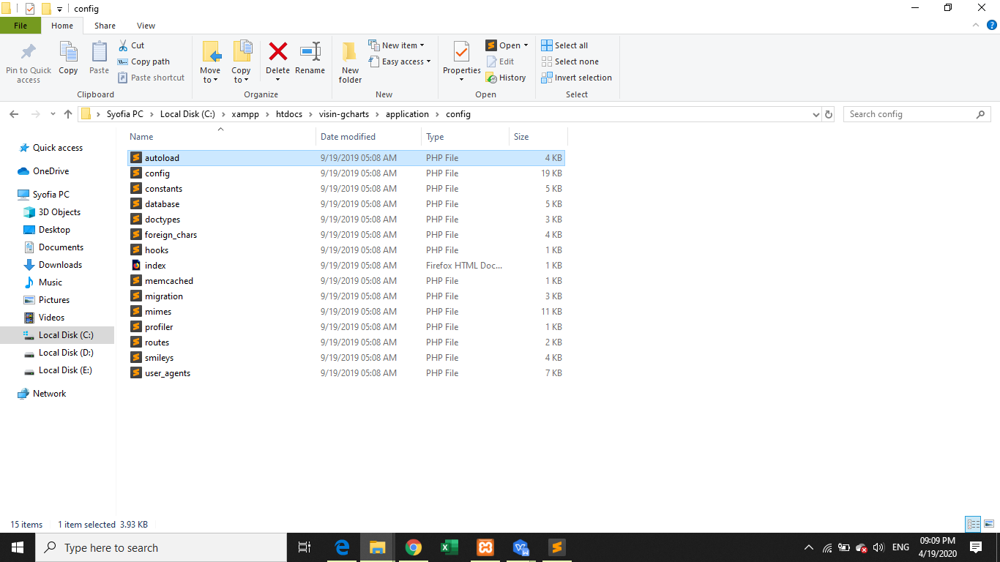 config
File Home Share View
Pin to Quick access
Copy
Paste
Cut
Copy path
Paste shortcut
Clipboard
Move to
Copy to
Delete
Rename
Organize
New folder
New item
Easy access
New
Properties
Open
Edit
History
Open
Select all
Select none
Invert selection
Select
Syofia PC Local Disk (C:) xampp htdocs visin-gcharts application config
Search config
Name Date modified Type Size
Quick access
OneDrive
Syofia PC
3D Objects
Desktop
Documents
Downloads
Music
Pictures
Videos
Local Disk (C:)
Local Disk (D:)
Local Disk (E:)
Network
autoload 9/19/2019 05:08 AM PHP File 4 KB
config 9/19/2019 05:08 AM PHP File 19 KB
constants 9/19/2019 05:08 AM PHP File 5 KB
database 9/19/2019 05:08 AM PHP File 5 KB
doctypes 9/19/2019 05:08 AM PHP File 3 KB
foreign_chars 9/19/2019 05:08 AM PHP File 4 KB
hooks 9/19/2019 05:08 AM PHP File 1 KB
index 9/19/2019 05:08 AM Firefox HTML Doc... 1 KB
memcached 9/19/2019 05:08 AM PHP File 1 KB
migration 9/19/2019 05:08 AM PHP File 3 KB
mimes 9/19/2019 05:08 AM PHP File 11 KB
profiler 9/19/2019 05:08 AM PHP File 1 KB
routes 9/19/2019 05:08 AM PHP File 2 KB
smileys 9/19/2019 05:08 AM PHP File 4 KB
user_agents 9/19/2019 05:08 AM PHP File 7 KB
15 items 1 item selected 3.93 KB
Type here to search
ENG
09:09 PM
4/19/2020